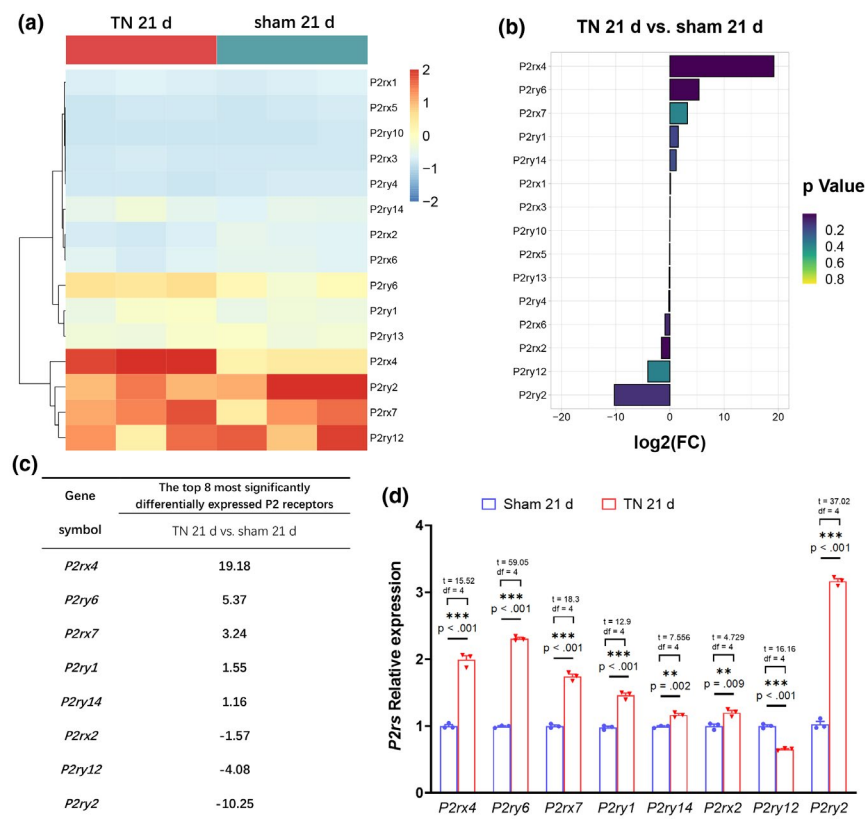 (a)
TN 21 d
sham 21 d
P2rx1
P2rx5
P2ry10
P2rx3
P2ry4
P2ry14
P2rx2
P2rx6
P2ry6
P2ry1
P2ry13
P2rx4
P2ry2
P2rx7
P2ry12
2
1
0
−1
−2
(b)
TN 21 d vs. sham 21 d
P2rx4
P2ry6
P2rx7
P2ry1
P2ry14
P2rx1
P2rx3
P2ry10
P2rx5
P2ry13
P2ry4
P2rx6
P2rx2
P2ry12
P2ry2
−20
−10
0
10
20
log2(FC)
p Value
0.2
0.4
0.6
0.8
(c)
Gene
symbol
The top 8 most significantly
differentially expressed P2 receptors
TN 21 d vs. sham 21 d
P2rx4 19.18
P2ry6 5.37
P2rx7 3.24
P2ry1 1.55
P2ry14 1.16
P2rx2 -1.57
P2ry12 -4.08
P2ry2 -10.25
(d)
Sham 21 d
TN 21 d
P2rs Relative expression
4
3
2
1
0
t = 15.52
df = 4
***
p < .001
t = 59.05
df = 4
***
p < .001
t = 18.3
df = 4
***
p < .001
t = 12.9
df = 4
***
p < .001
t = 7.556
df = 4
**
p = .002
t = 4.729
df = 4
**
p = .009
t = 16.16
df = 4
***
p < .001
t = 37.02
df = 4
***
p < .001
P2rx4
P2ry6
P2rx7
P2ry1
P2ry14
P2rx2
P2ry12
P2ry2